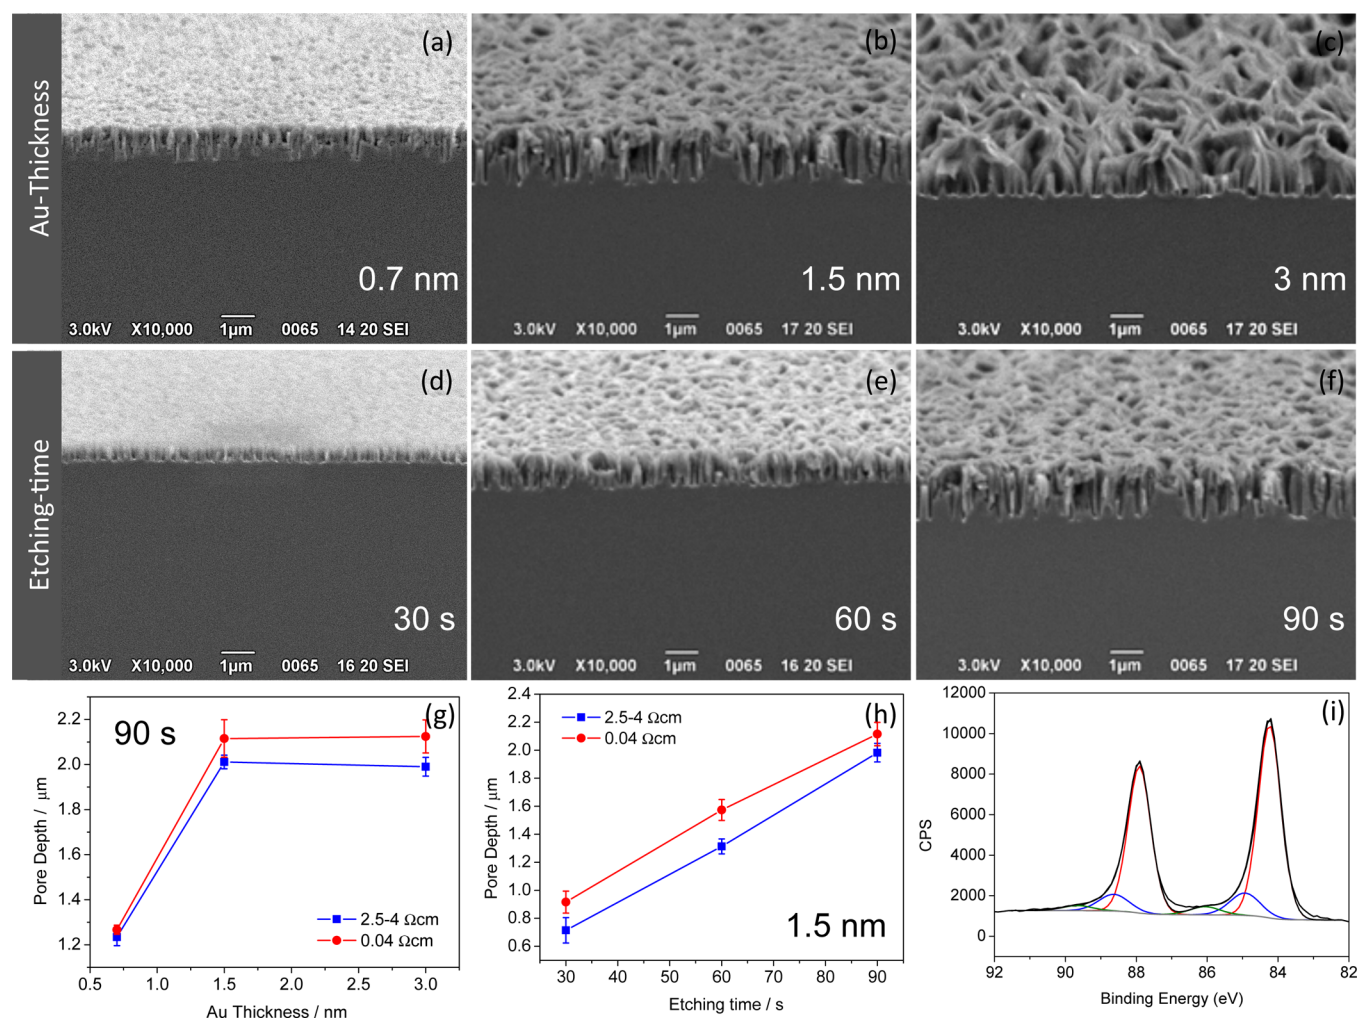 Au-Thickness
(a)
0.7 nm
3.0kV X10,000 1µm 0065 14 20 SEI
(b)
1.5 nm
3.0kV X10,000 1µm 0065 17 20 SEI
(c)
3 nm
3.0kV X10,000 1µm 0065 17 20 SEI
Etching-time
(d)
30 s
3.0kV X10,000 1µm 0065 16 20 SEI
(e)
60 s
3.0kV X10,000 1µm 0065 16 20 SEI
(f)
90 s
3.0kV X10,000 1µm 0065 17 20 SEI
(g)
90 s
Pore Depth / µm
2.2
2.0
1.8
1.6
1.4
1.2
2.5-4 Ωcm
0.04 Ωcm
0.5 1.0 1.5 2.0 2.5 3.0
Au Thickness / nm
(h)
2.5-4 Ωcm
0.04 Ωcm
Pore Depth / µm
2.4
2.2
2.0
1.8
1.6
1.4
1.2
1.0
0.8
0.6
1.5 nm
30 40 50 60 70 80 90
Etching time / s
(i)
CPS
12000
10000
8000
6000
4000
2000
0
92 90 88 86 84 82
Binding Energy (eV)